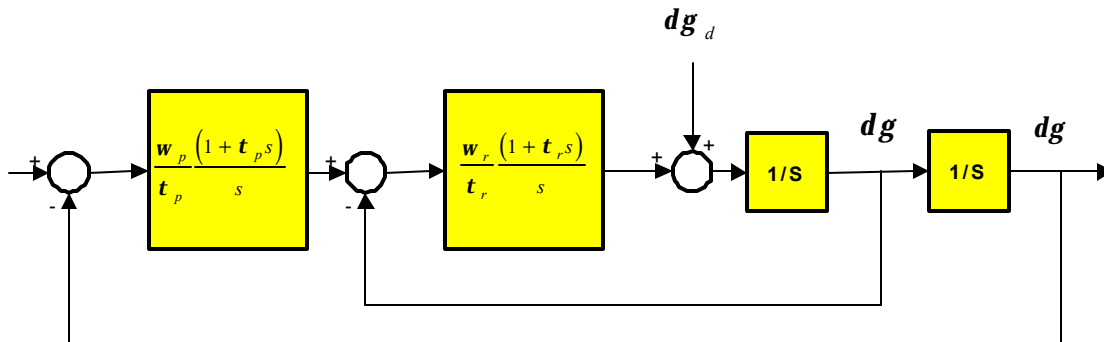 dg d
+
-
w p (1 + t p s)
t p s
+
-
w r (1 + t r s)
t r s
+
+
1/S
dg
1/S
dg